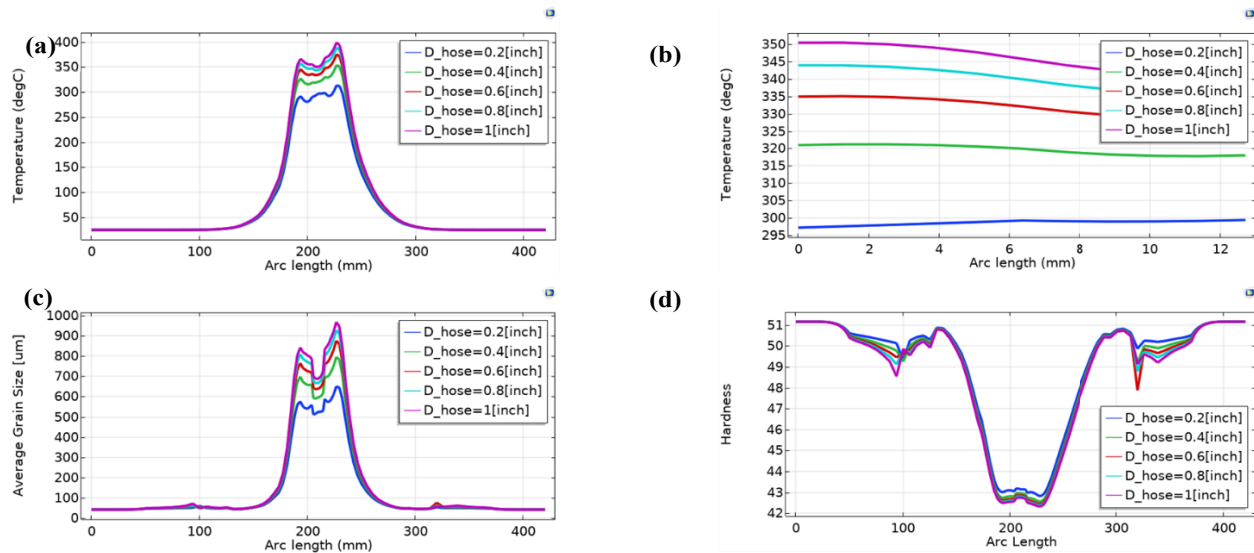 (a)
Temperature (degC)
400
350
300
250
200
150
100
50
0
100
200
300
400
Arc length (mm)
D_hose=0.2[inch]
D_hose=0.4[inch]
D_hose=0.6[inch]
D_hose=0.8[inch]
D_hose=1[inch]
(b)
Temperature (degC)
350
345
340
335
330
325
320
315
310
305
300
295
0
2
4
6
8
10
12
Arc length (mm)
D_hose=0.2[inch]
D_hose=0.4[inch]
D_hose=0.6[inch]
D_hose=0.8[inch]
D_hose=1[inch]
(c)
Average Grain Size [um]
1000
900
800
700
600
500
400
300
200
100
0
0
100
200
300
400
Arc length (mm)
D_hose=0.2[inch]
D_hose=0.4[inch]
D_hose=0.6[inch]
D_hose=0.8[inch]
D_hose=1[inch]
(d)
Hardness
51
50
49
48
47
46
45
44
43
42
0
100
200
300
400
Arc Length
D_hose=0.2[inch]
D_hose=0.4[inch]
D_hose=0.6[inch]
D_hose=0.8[inch]
D_hose=1[inch]